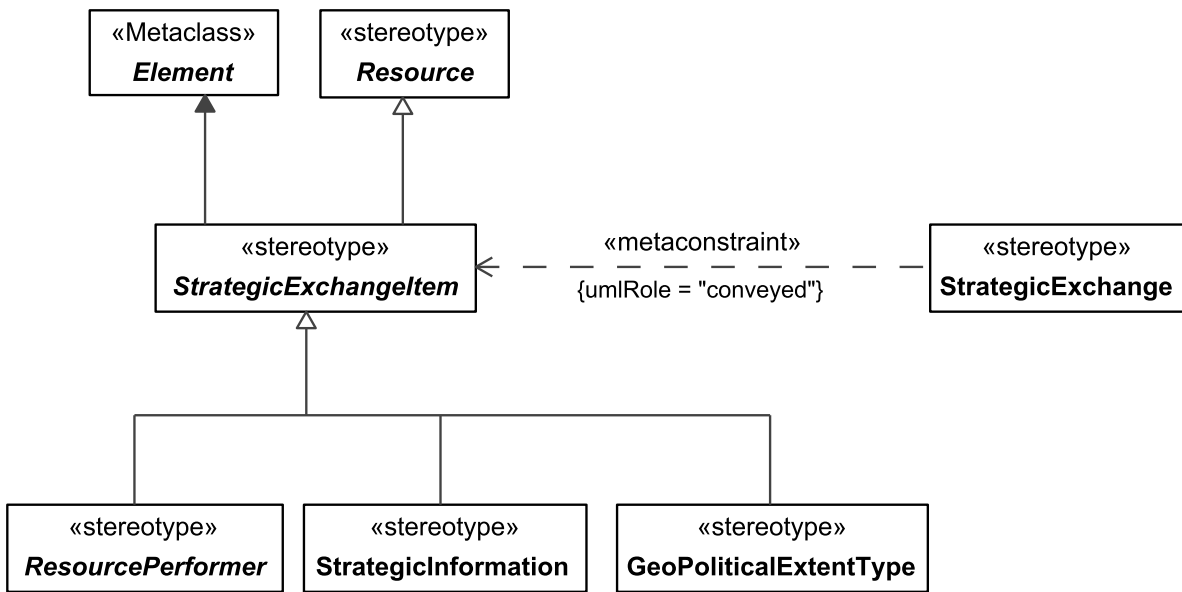 «Metaclass»
Element
«stereotype»
Resource
«stereotype»
StrategicExchangeItem
«metaconstraint»
{umlRole = "conveyed"}
«stereotype»
StrategicExchange
«stereotype»
ResourcePerformer
«stereotype»
StrategicInformation
«stereotype»
GeoPoliticalExtentType